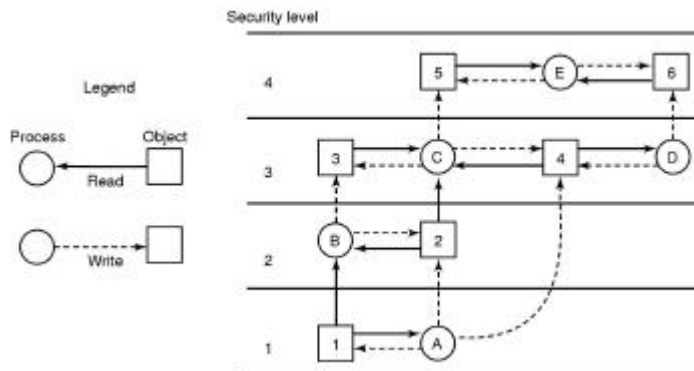 Security level
Legend
Process Object
Read
Write
4
5 E 6
3
3 C 4 D
2
B 2
1
1 A